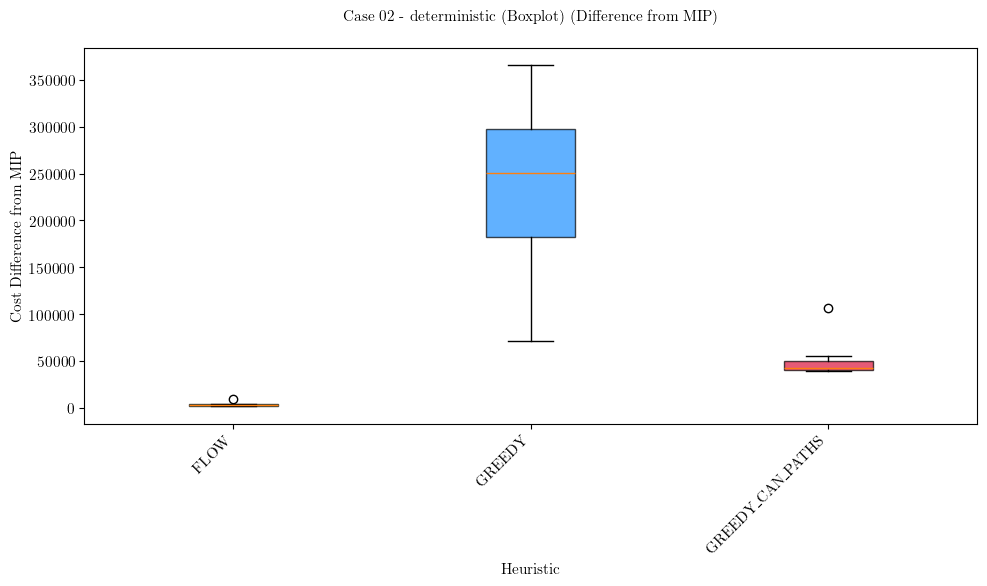 Case 02 - deterministic (Boxplot) (Difference from MIP)
Cost Difference from MIP
350000
300000
250000
200000
150000
100000
50000
0
FLOW
GREEDY
GREEDY_CAN_PATHS
Heuristic